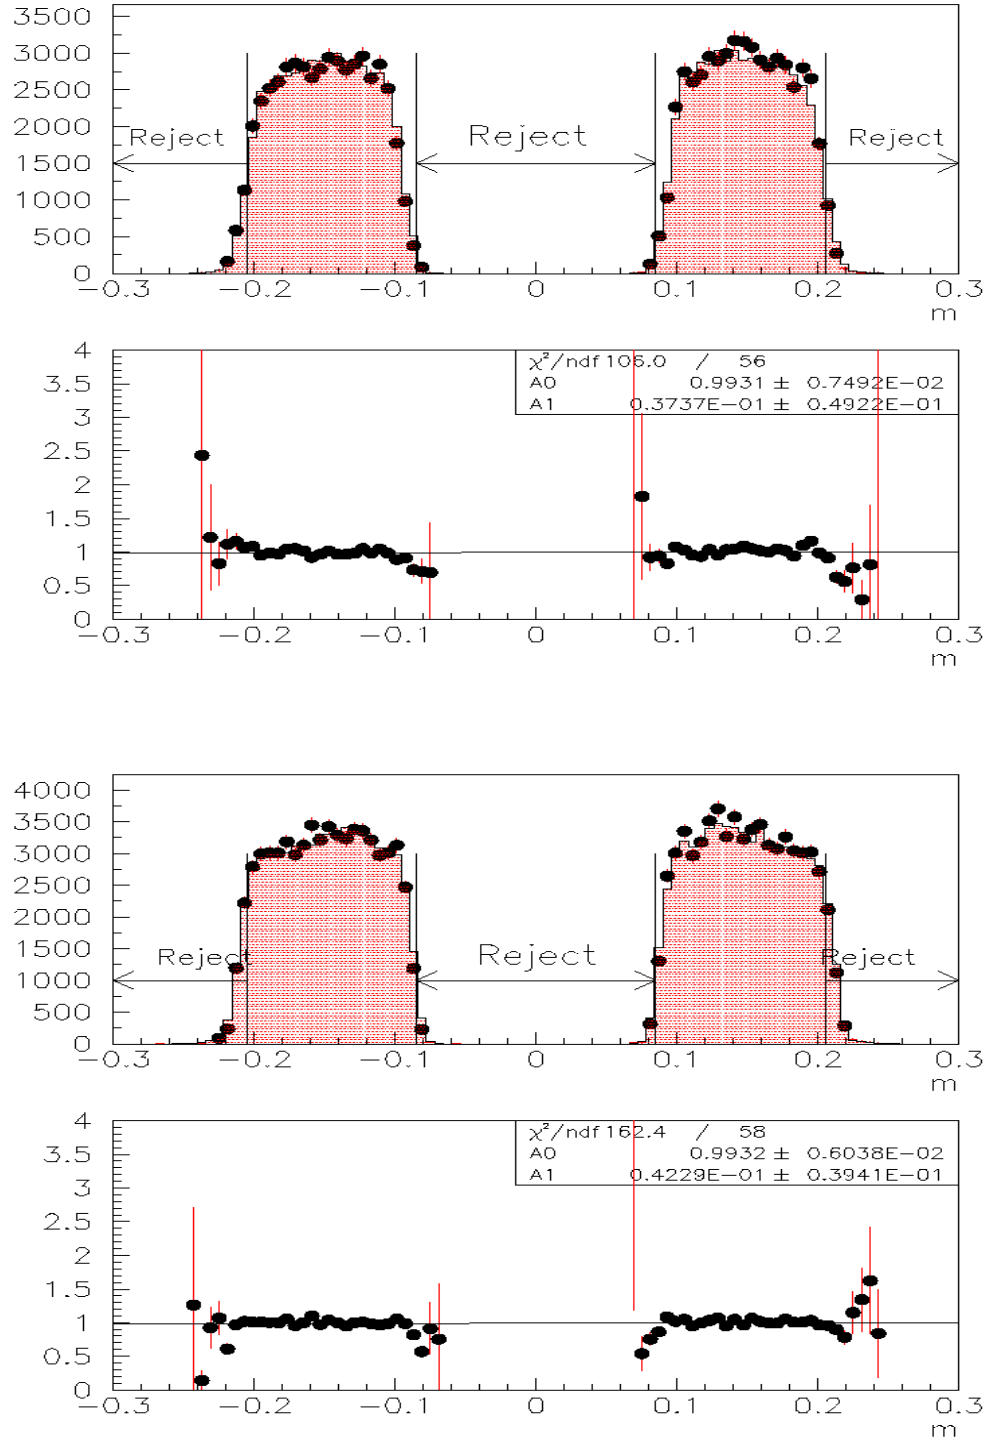 3500
3000
2500
2000
1500
1000
500
0
Reject Reject Reject
−0.3 −0.2 −0.1 0 0.1 0.2 0.3
m
4
3.5
3
2.5
2
1.5
1
0.5
0
χ²/ndf 106.0 / 56
A0 0.9931 ± 0.7492E−02
A1 0.3737E−01 ± 0.4922E−01
−0.3 −0.2 −0.1 0 0.1 0.2 0.3
m
4000
3500
3000
2500
2000
1500
1000
500
0
Reject Reject Reject
−0.3 −0.2 −0.1 0 0.1 0.2 0.3
m
4
3.5
3
2.5
2
1.5
1
0.5
0
χ²/ndf 162.4 / 58
A0 0.9932 ± 0.6038E−02
A1 0.4229E−01 ± 0.3941E−01
−0.3 −0.2 −0.1 0 0.1 0.2 0.3
m